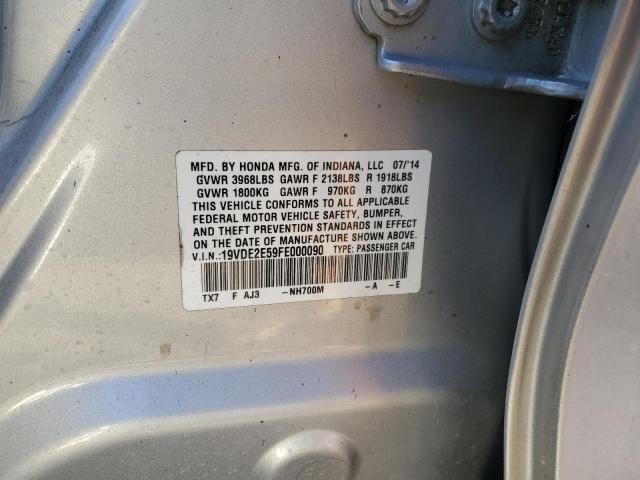 MFD. BY HONDA MFG. OF INDIANA, LLC 07/'14
GVWR 3968LBS GAWR F 2138LBS R 1918LBS
GVWR 1800KG GAWR F 970KG R 870KG
THIS VEHICLE CONFORMS TO ALL APPLICABLE
FEDERAL MOTOR VEHICLE SAFETY, BUMPER,
AND THEFT PREVENTION STANDARDS IN EFFECT
ON THE DATE OF MANUFACTURE SHOWN ABOVE.
V.I.N.:19VDE2E59FE000090 TYPE: PASSENGER CAR
TX7 F AJ3 -NH700M -A -E